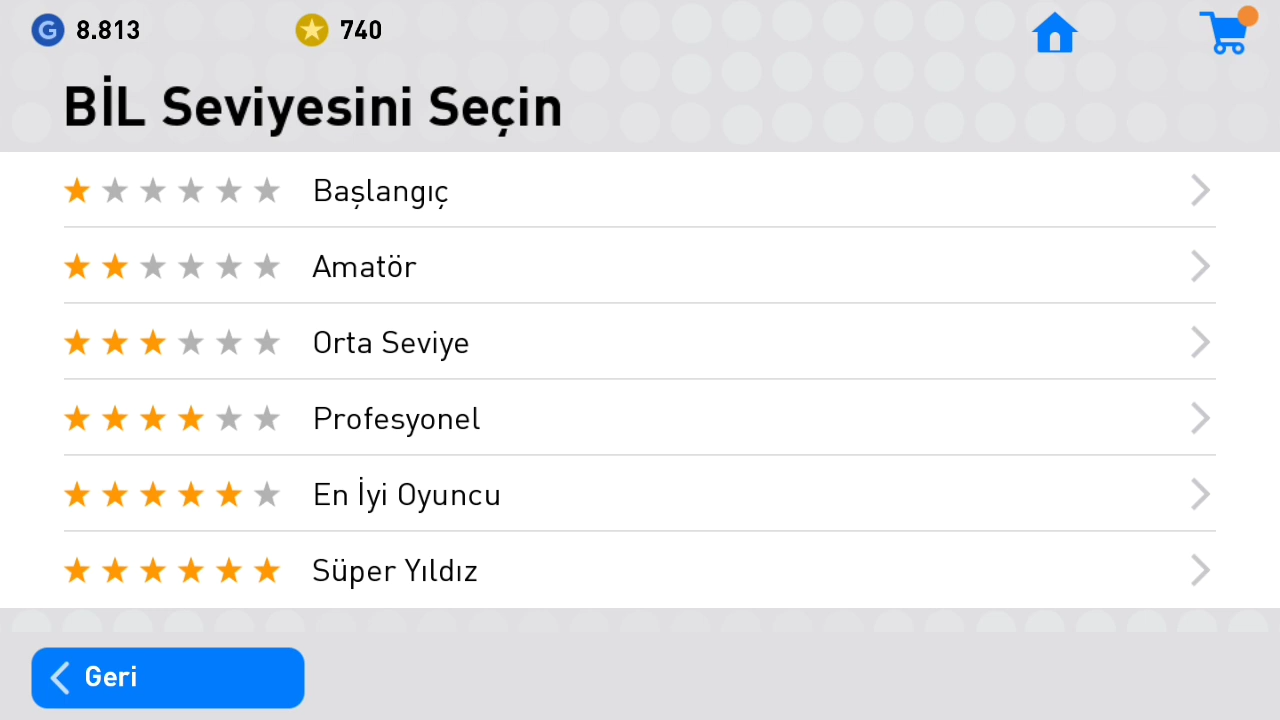 G 8.813 740
BİL Seviyesini Seçin
Başlangıç
Amatör
Orta Seviye
Profesyonel
En İyi Oyuncu
Süper Yıldız
Geri